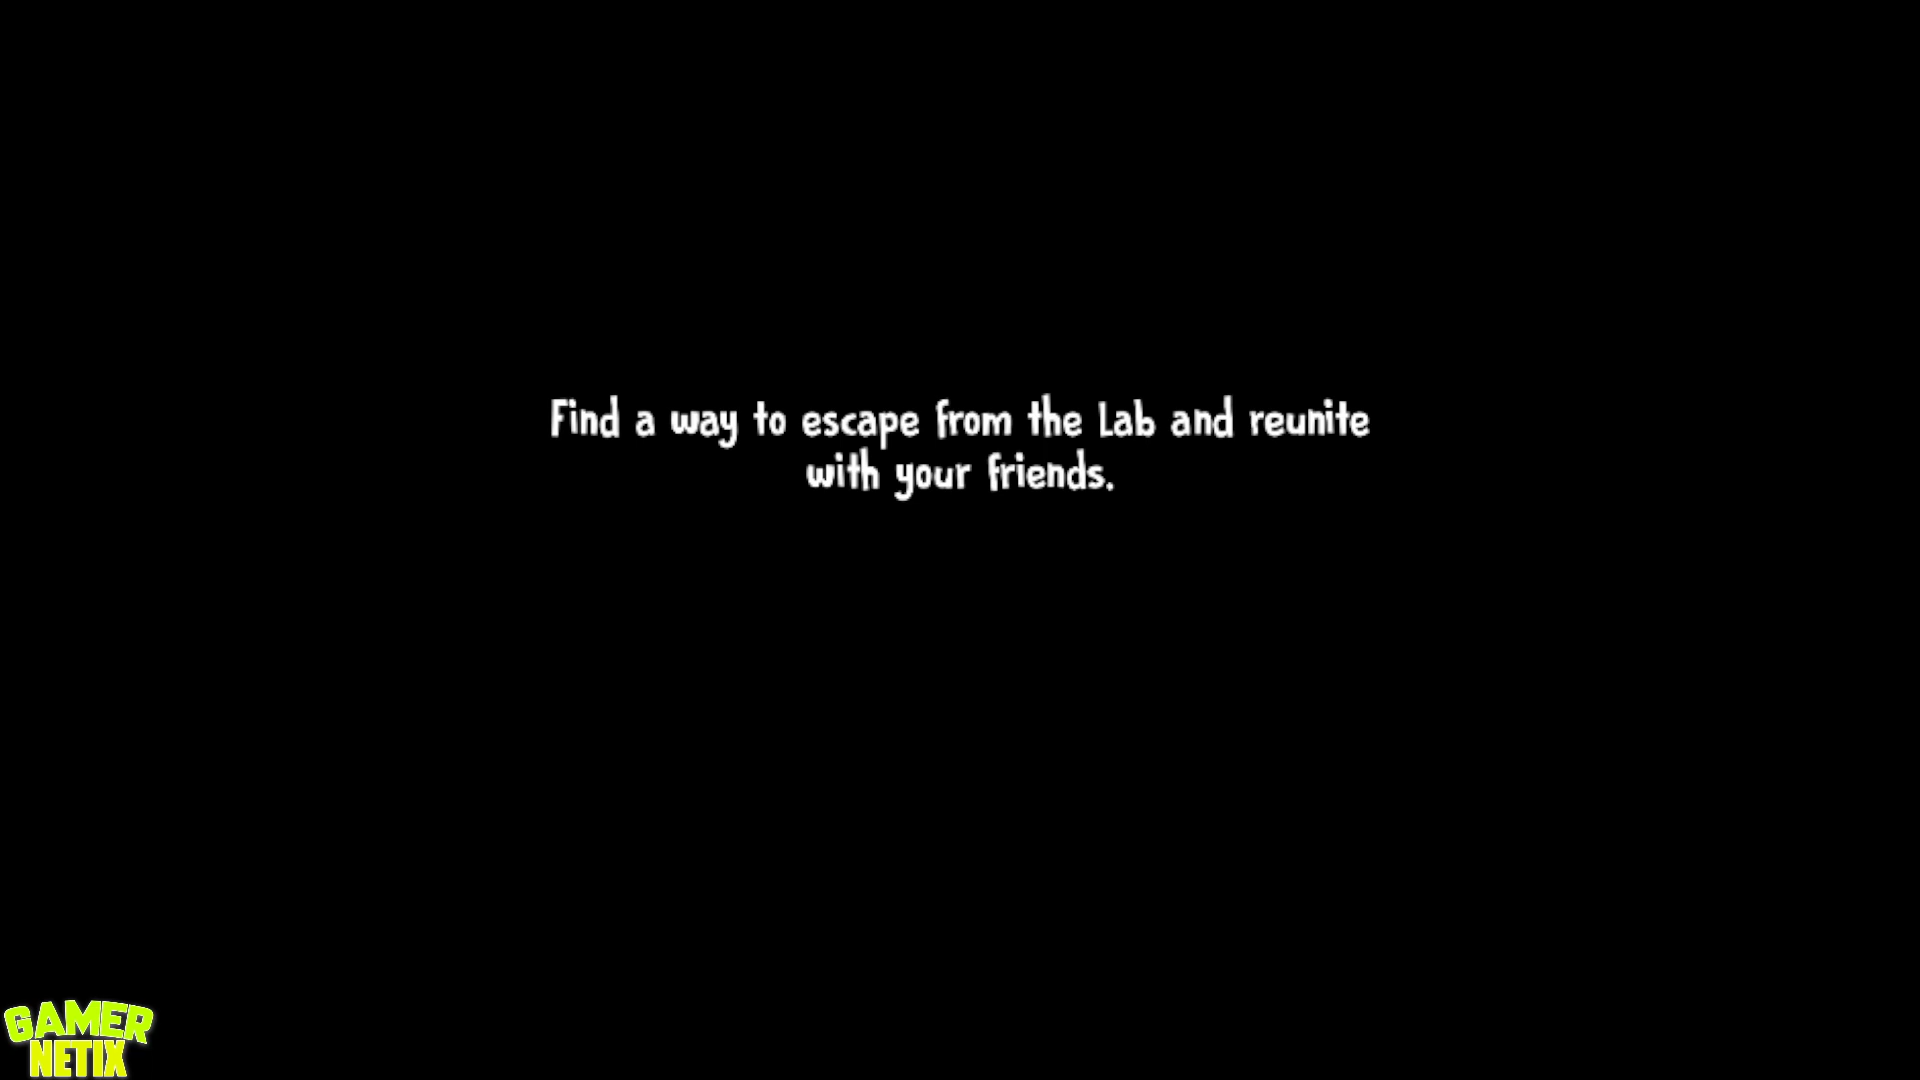 Find a way to escape from the Lab and reunite
with your friends.
GAMER
NETIX